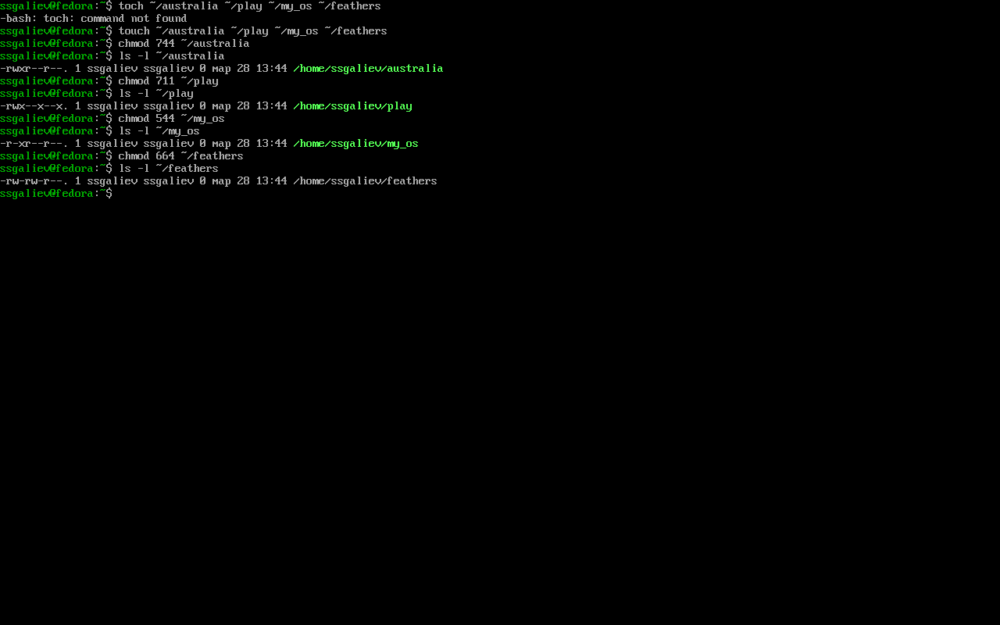 ssgaliev@fedora:~$ toch ~/australia ~/play ~/my_os ~/feathers
-bash: toch: command not found
ssgaliev@fedora:~$ touch ~/australia ~/play ~/my_os ~/feathers
ssgaliev@fedora:~$ chmod 744 ~/australia
ssgaliev@fedora:~$ ls -l ~/australia
-rwxr--r--. 1 ssgaliev ssgaliev 0 мар 28 13:44 /home/ssgaliev/australia
ssgaliev@fedora:~$ chmod 711 ~/play
ssgaliev@fedora:~$ ls -l ~/play
-rwx--x--x. 1 ssgaliev ssgaliev 0 мар 28 13:44 /home/ssgaliev/play
ssgaliev@fedora:~$ chmod 544 ~/my_os
ssgaliev@fedora:~$ ls -l ~/my_os
-r-xr--r--. 1 ssgaliev ssgaliev 0 мар 28 13:44 /home/ssgaliev/my_os
ssgaliev@fedora:~$ chmod 664 ~/feathers
ssgaliev@fedora:~$ ls -l ~/feathers
-rw-rw-r--. 1 ssgaliev ssgaliev 0 мар 28 13:44 /home/ssgaliev/feathers
ssgaliev@fedora:~$